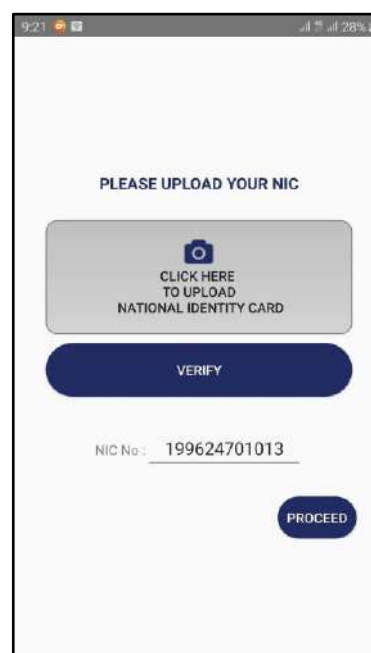 9:21
28%
PLEASE UPLOAD YOUR NIC
CLICK HERE
TO UPLOAD
NATIONAL IDENTITY CARD
VERIFY
NIC No : 199624701013
PROCEED